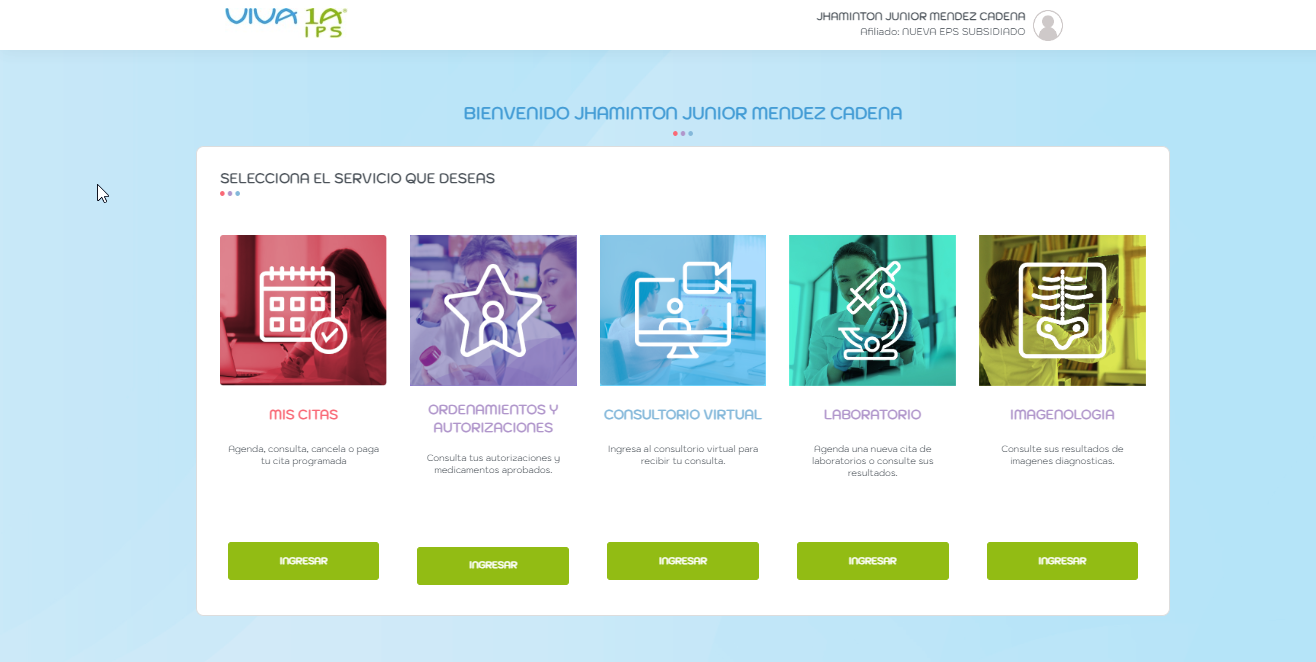 VIVA 1A
IPS
JHAMINTON JUNIOR MENDEZ CADENA
Afiliado: NUEVA EPS SUBSIDIADO
BIENVENIDO JHAMINTON JUNIOR MENDEZ CADENA
SELECCIONA EL SERVICIO QUE DESEAS
MIS CITAS
Agenda, consulta, cancela o paga
tu cita programada
INGRESAR
ORDENAMIENTOS Y
AUTORIZACIONES
Consulta tus autorizaciones y
medicamentos aprobados.
INGRESAR
CONSULTORIO VIRTUAL
Ingresa al consultorio virtual para
recibir tu consulta.
INGRESAR
LABORATORIO
Agenda una nueva cita de
laboratorios o consulte sus
resultados.
INGRESAR
IMAGENOLOGIA
Consulte sus resultados de
imagenes diagnosticas.
INGRESAR